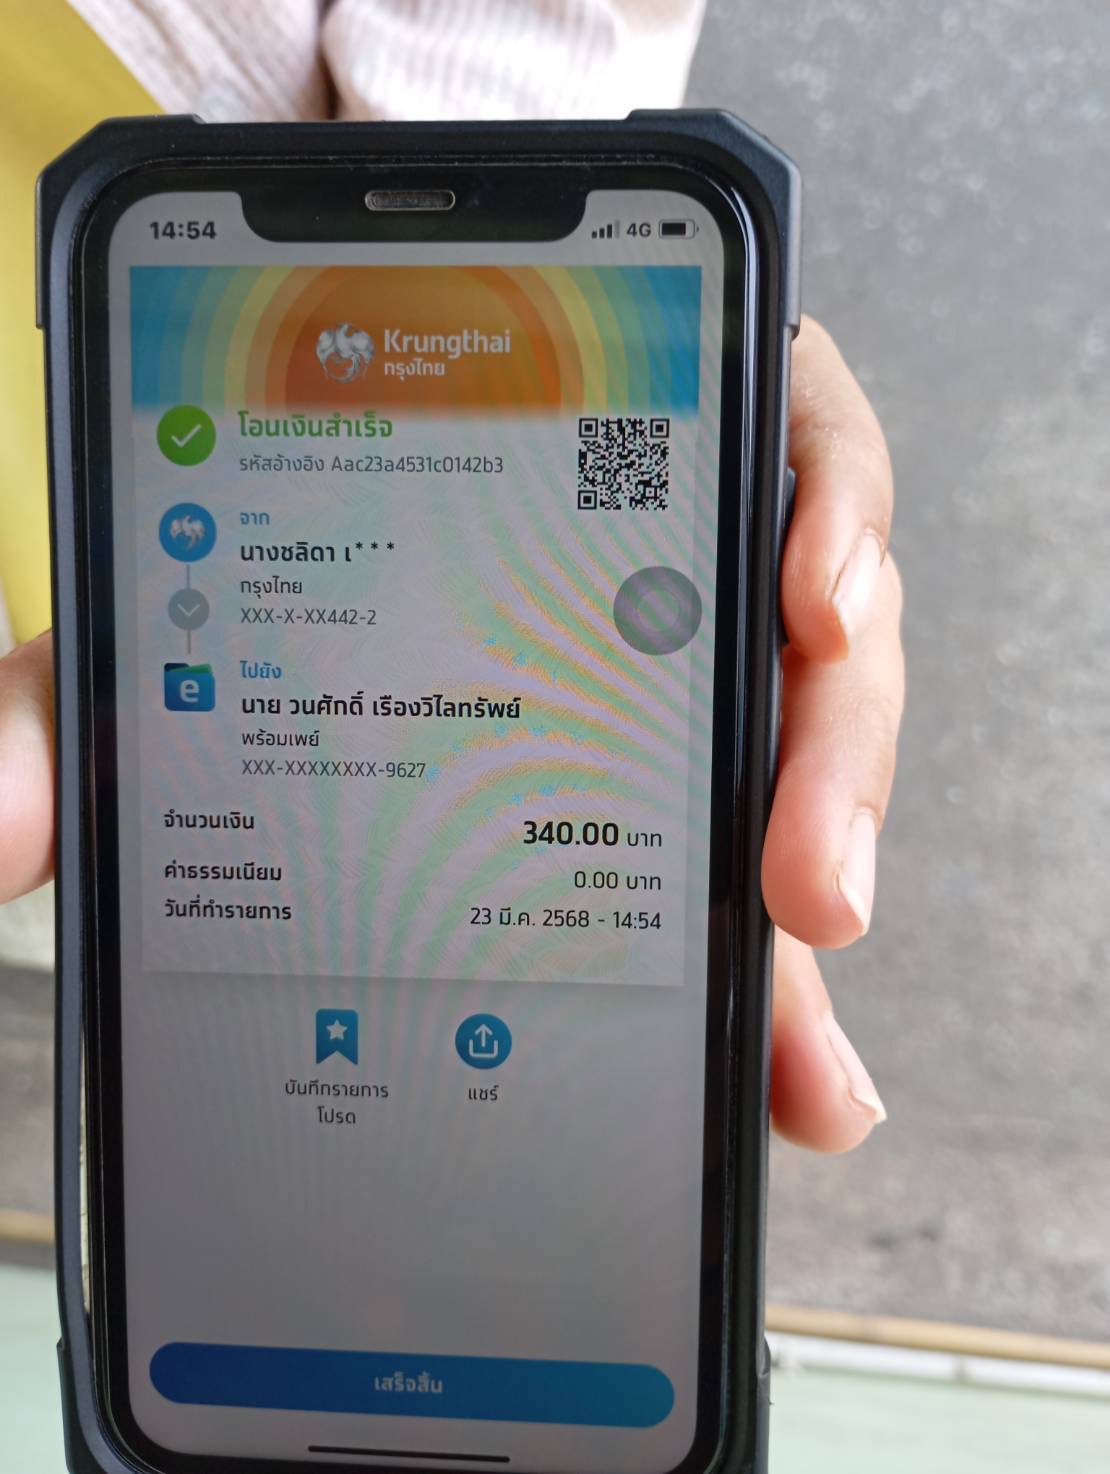 14:54
4G
Krungthai
กรุงไทย
โอนเงินสำเร็จ
รหัสอ้างอิง Aac23a4531c0142b3
จาก
นางชลิดา เ***
กรุงไทย
XXX-X-XX442-2
ไปยัง
e
นาย วนศักดิ์ เรืองวิไลทรัพย์
พร้อมเพย์
XXX-XXXXXXXX-9627
จำนวนเงิน 340.00 บาท
ค่าธรรมเนียม 0.00 บาท
วันที่ทำรายการ 23 มี.ค. 2568 - 14:54
บันทึกรายการ
โปรด
แชร์
เสร็จสิ้น